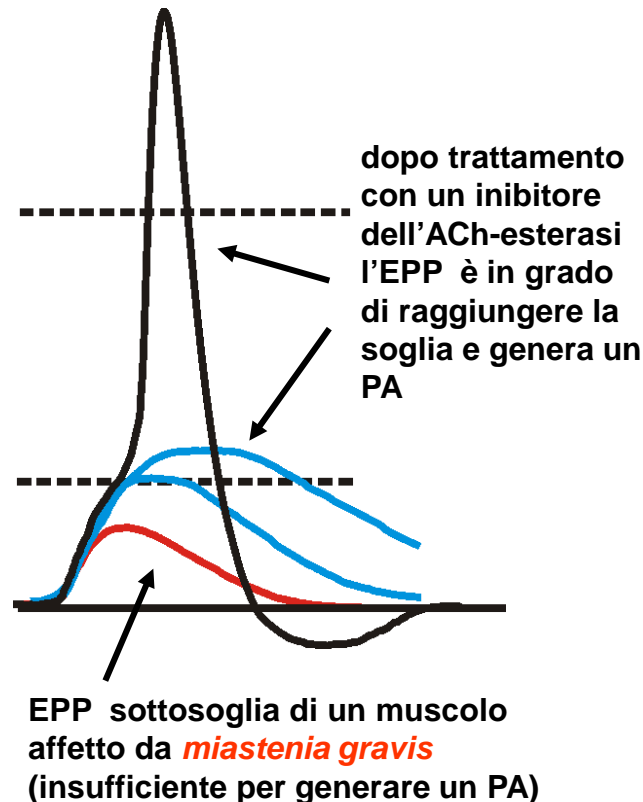 dopo trattamento
con un inibitore
dell’ACh-esterasi
l’EPP è in grado
di raggiungere la
soglia e genera un
PA
EPP sottosoglia di un muscolo
affetto da miastenia gravis
(insufficiente per generare un PA)